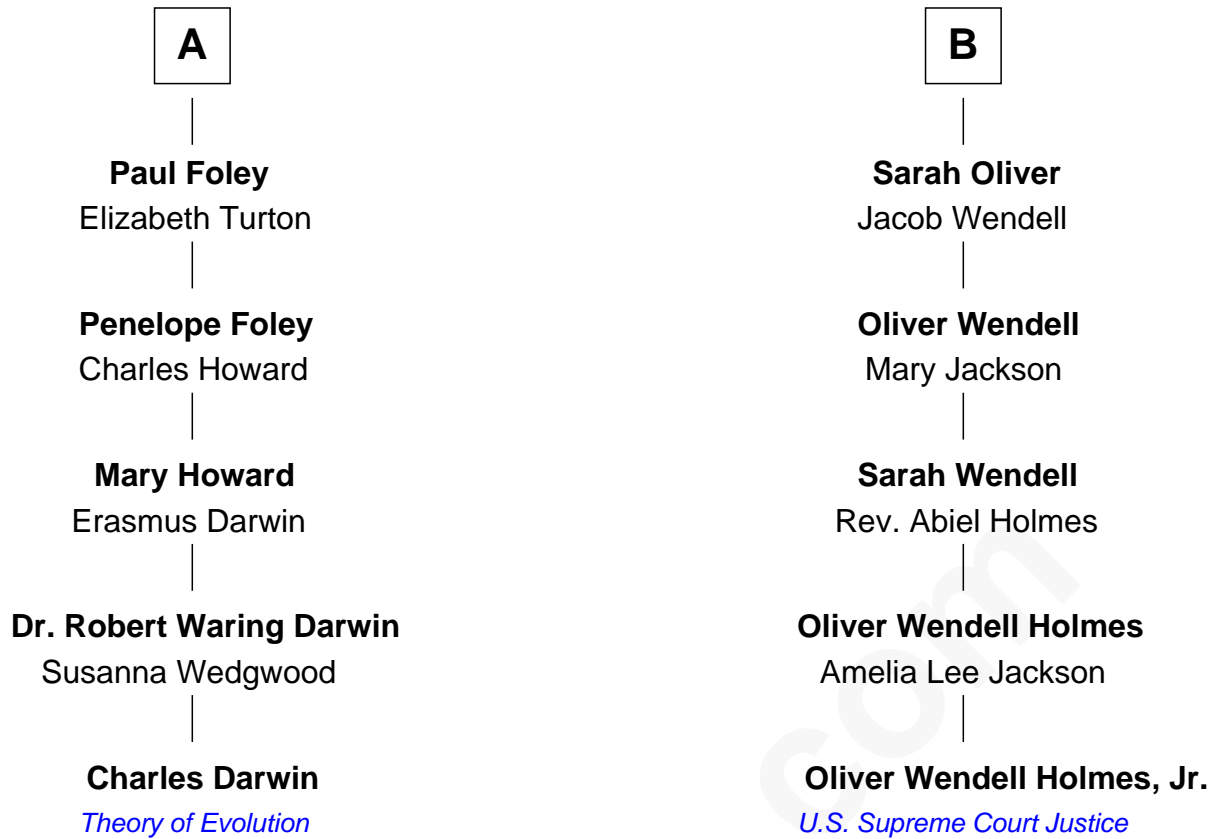 A
Paul Foley
Elizabeth Turton
Penelope Foley
Charles Howard
Mary Howard
Erasmus Darwin
Dr. Robert Waring Darwin
Susanna Wedgwood
Charles Darwin
Theory of Evolution
B
Sarah Oliver
Jacob Wendell
Oliver Wendell
Mary Jackson
Sarah Wendell
Rev. Abiel Holmes
Oliver Wendell Holmes
Amelia Lee Jackson
Oliver Wendell Holmes, Jr.
U.S. Supreme Court Justice
com